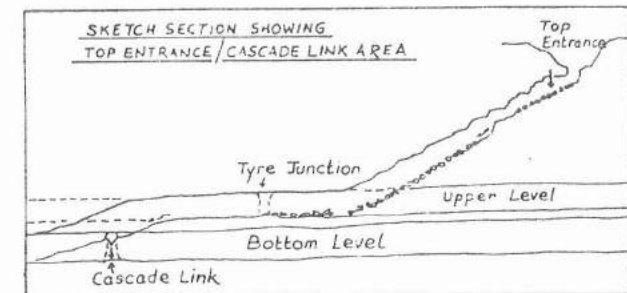 SKETCH SECTION SHOWING
TOP ENTRANCE/CASCADE LINK AREA
Top
Entrance
Tyre Junction
Upper Level
Bottom Level
Cascade Link